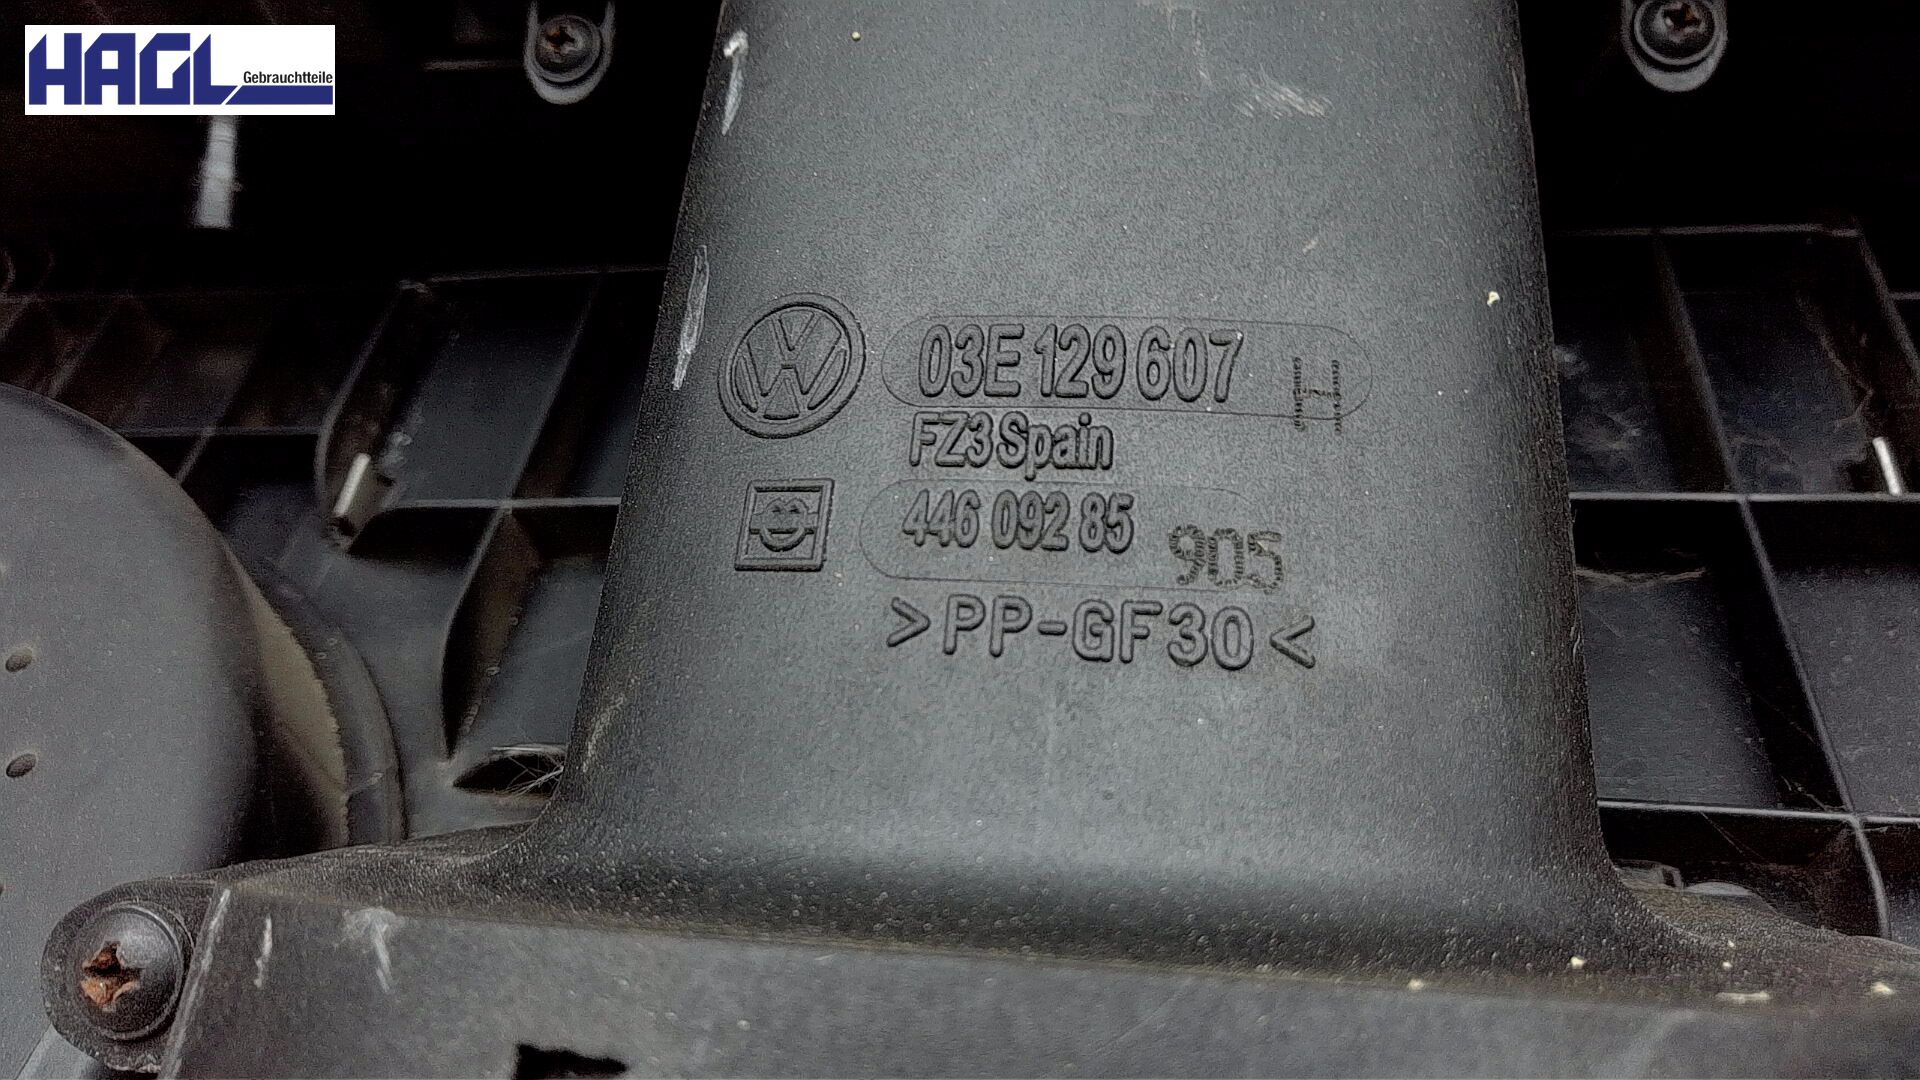 HAGL Gebrauchtteile
03E 129 607 H
FZ3 Spain
446 092 85 905
>PP-GF30<